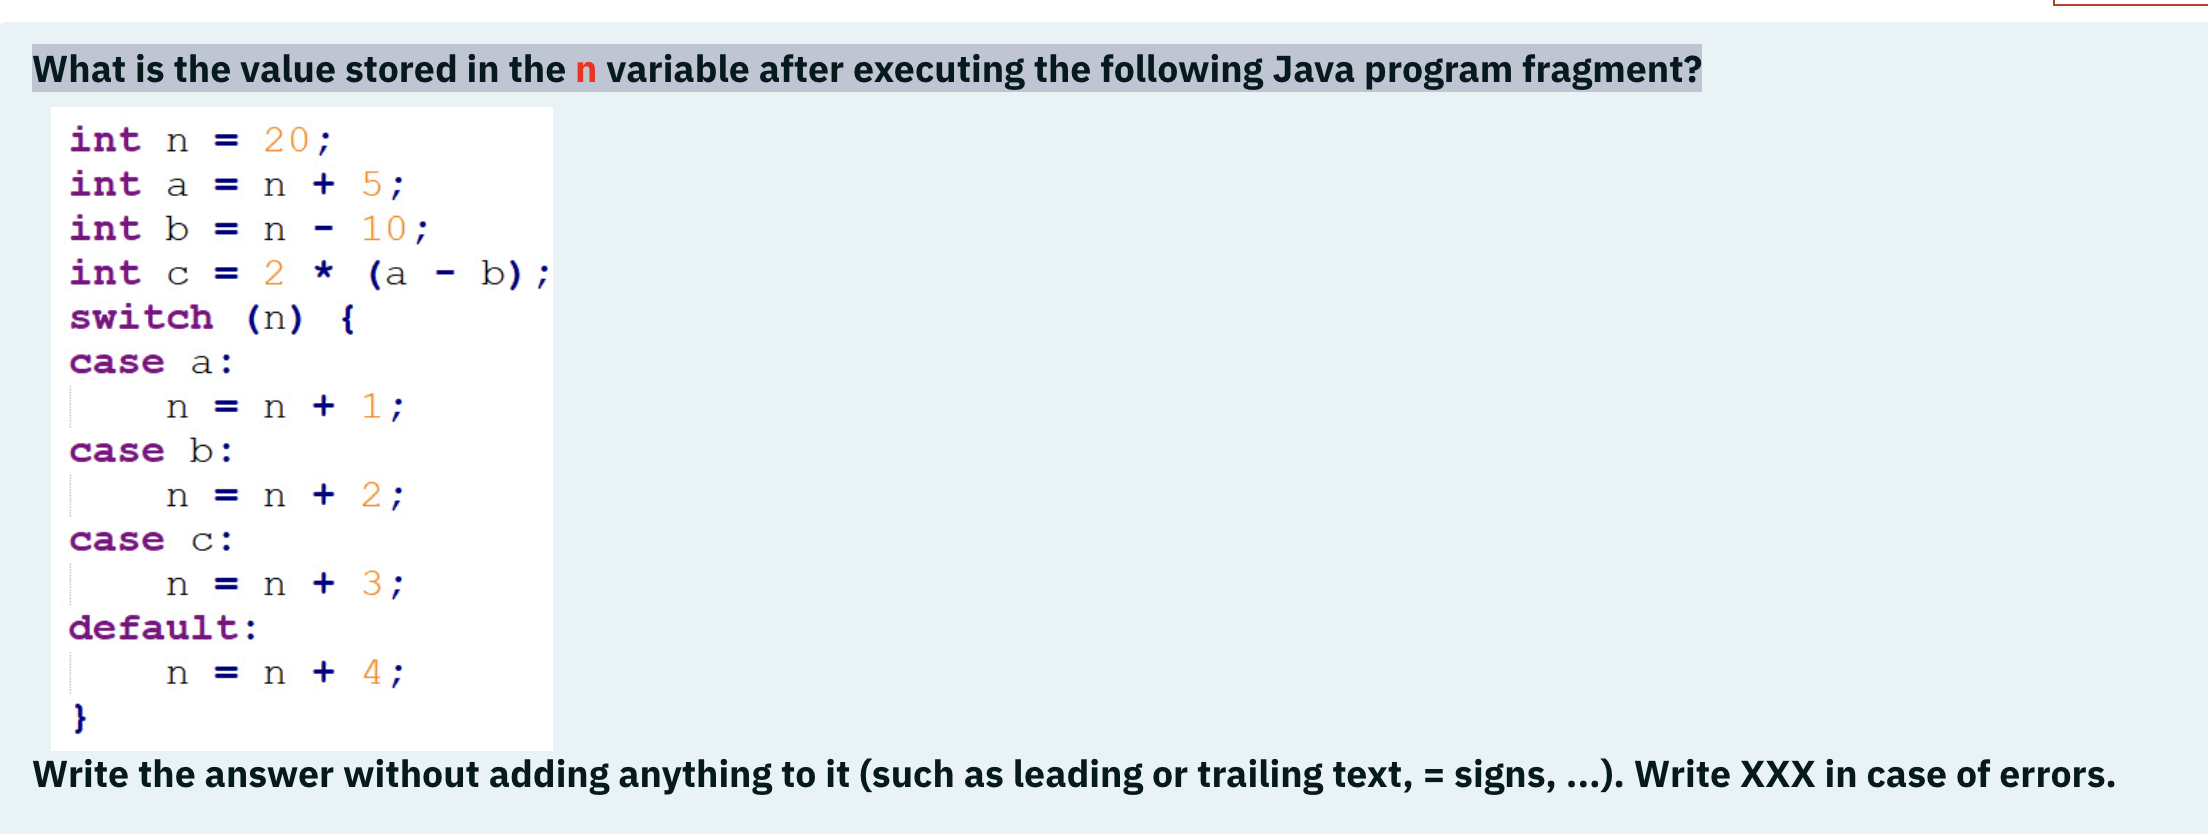 What is the value stored in the n variable after executing the following Java program fragment?
int n = 20;
int a = n + 5;
int b = n - 10;
int c = 2 * (a - b);
switch (n) {
case a:
    n = n + 1;
case b:
    n = n + 2;
case c:
    n = n + 3;
default:
    n = n + 4;
}
Write the answer without adding anything to it (such as leading or trailing text, = signs, ...). Write XXX in case of errors.